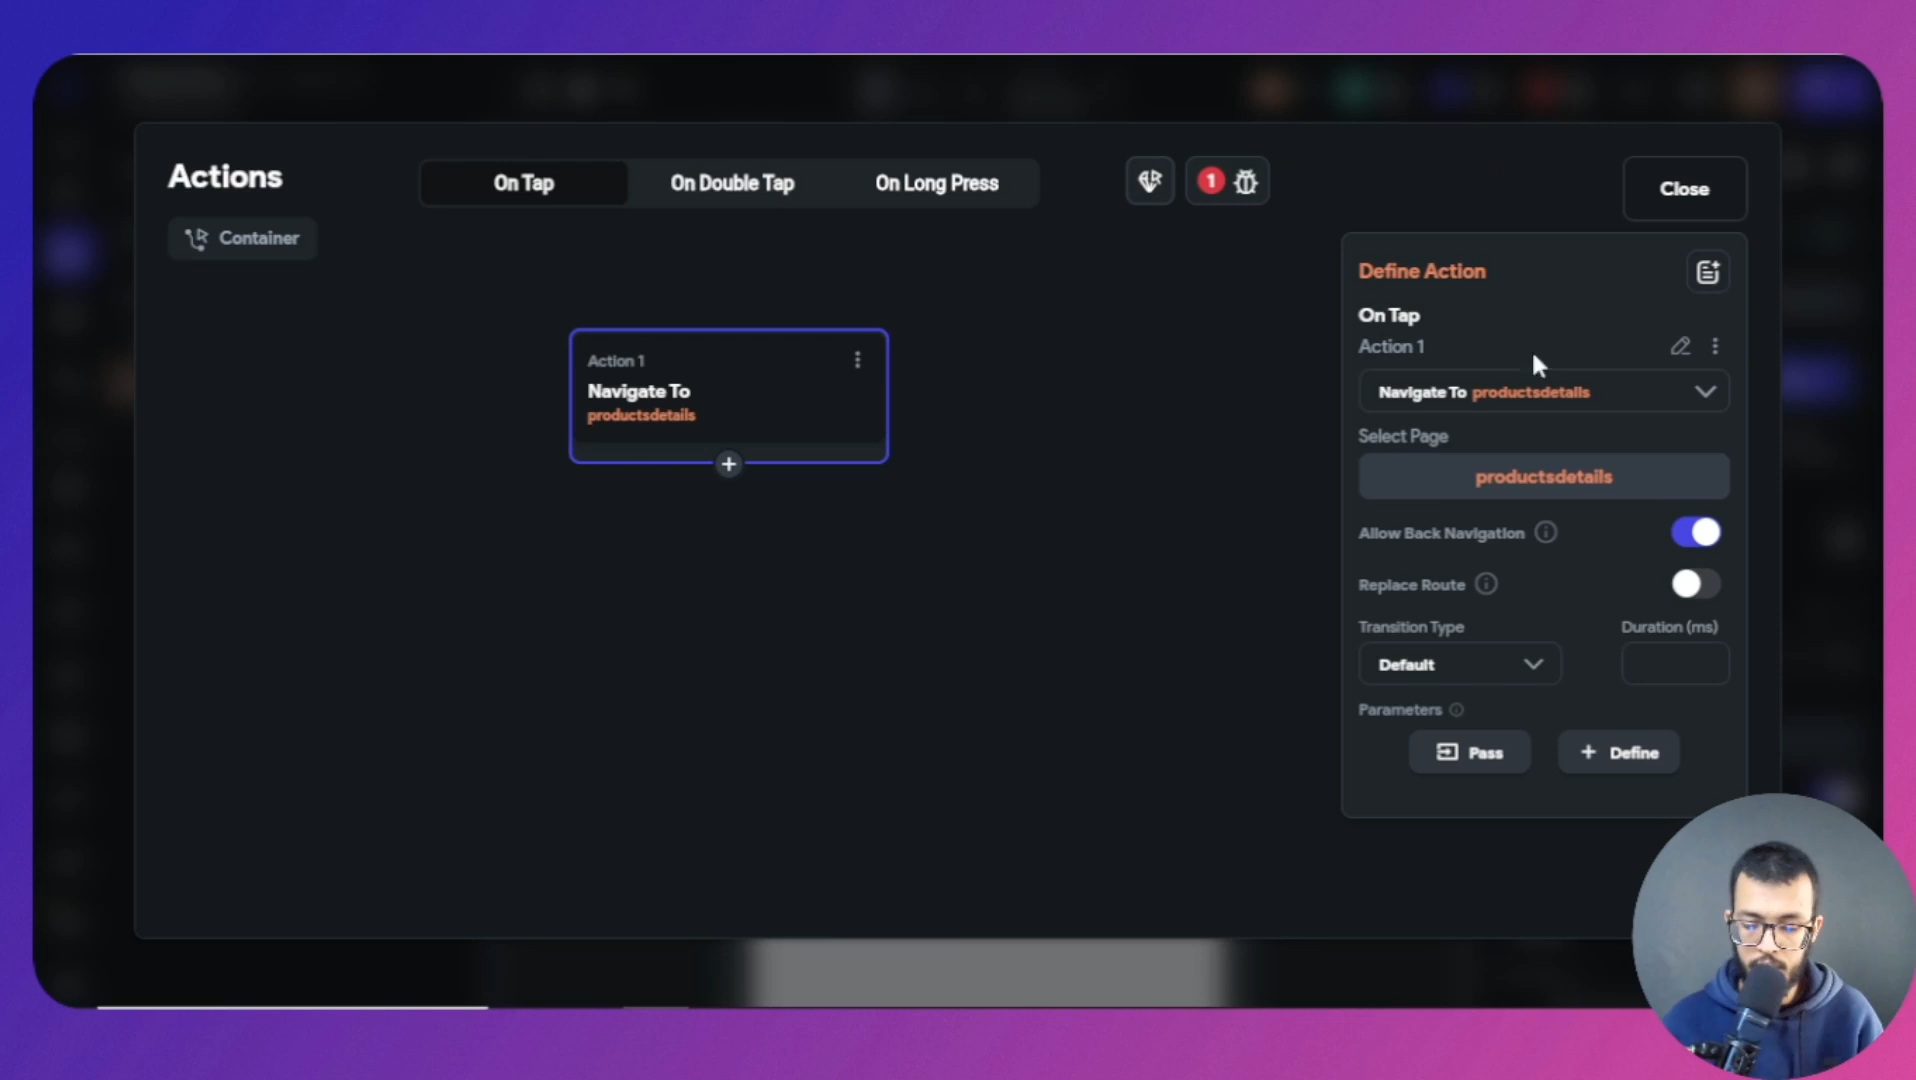 Actions
On Tap
On Double Tap
On Long Press
1
Close
Container
Define Action
On Tap
Action 1
Navigate To productsdetails
Select Page
productsdetails
Allow Back Navigation
Replace Route
Transition Type
Duration (ms)
Default
Parameters
Pass
+ Define
Action 1
Navigate To
productsdetails
+